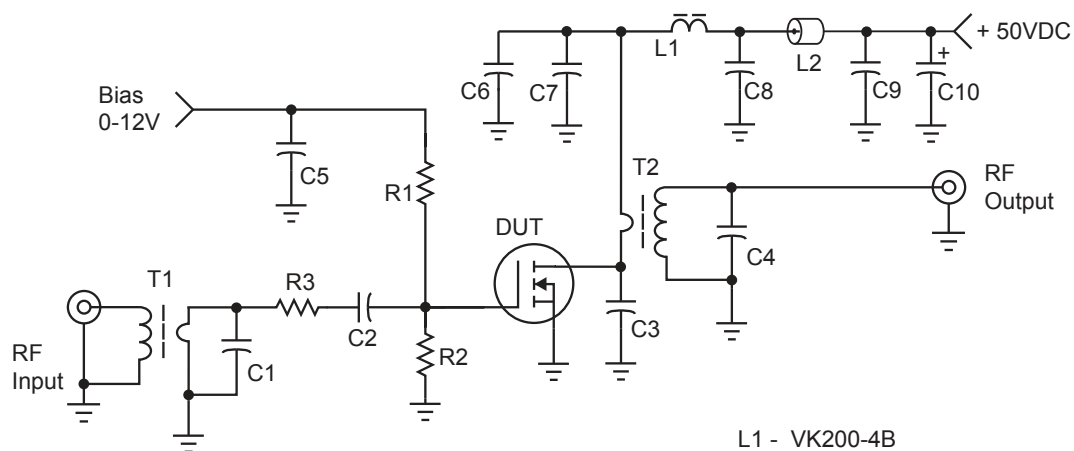 + 50VDC
L1
L2
C6
C7
C8
C9
+
C10
Bias
0-12V
C5
R1
T2
RF
Output
DUT
C4
T1
R3
C2
C3
RF
Input
C1
R2
L1 - VK200-4B